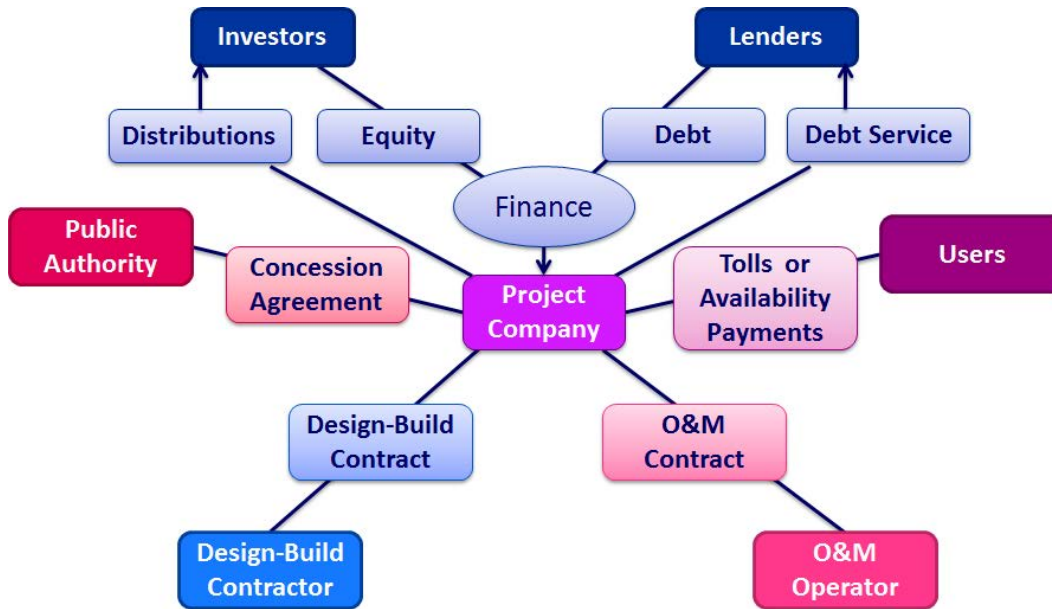 Investors
Lenders
Distributions
Equity
Debt
Debt Service
Finance
Public
Authority
Concession
Agreement
Project
Company
Tolls or
Availability
Payments
Users
Design-Build
Contract
O&M
Contract
Design-Build
Contractor
O&M
Operator